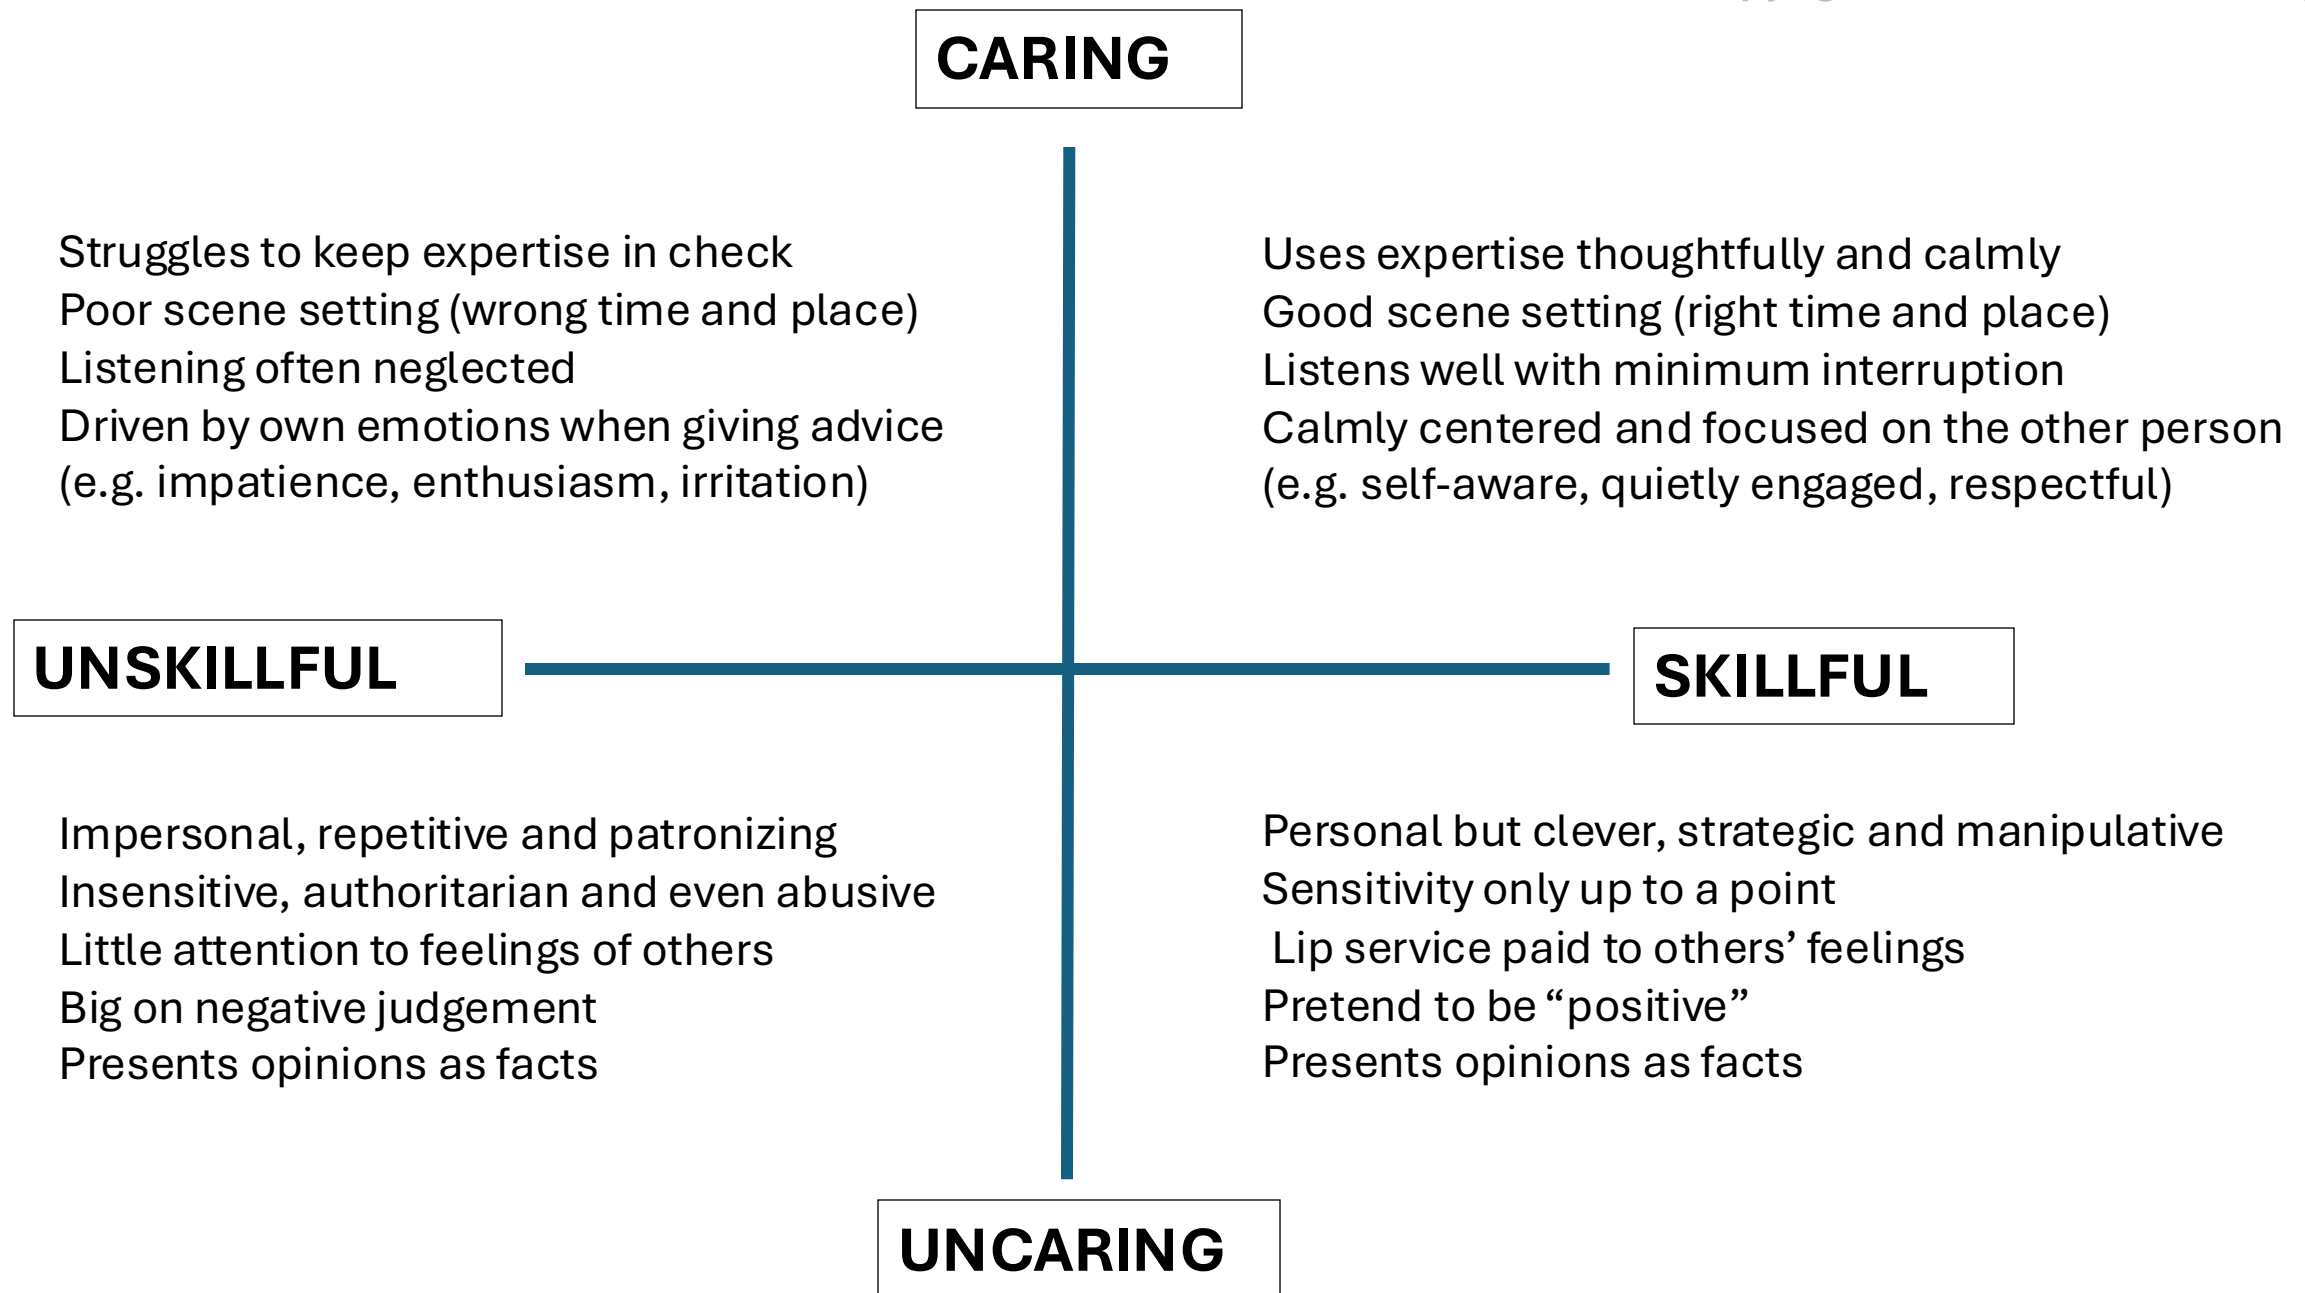 CARING
Struggles to keep expertise in check
Poor scene setting (wrong time and place)
Listening often neglected
Driven by own emotions when giving advice
(e.g. impatience, enthusiasm, irritation)
Uses expertise thoughtfully and calmly
Good scene setting (right time and place)
Listens well with minimum interruption
Calmly centered and focused on the other person
(e.g. self-aware, quietly engaged, respectful)
UNSKILLFUL
SKILLFUL
Impersonal, repetitive and patronizing
Insensitive, authoritarian and even abusive
Little attention to feelings of others
Big on negative judgement
Presents opinions as facts
Personal but clever, strategic and manipulative
Sensitivity only up to a point
Lip service paid to others’ feelings
Pretend to be “positive”
Presents opinions as facts
UNCARING